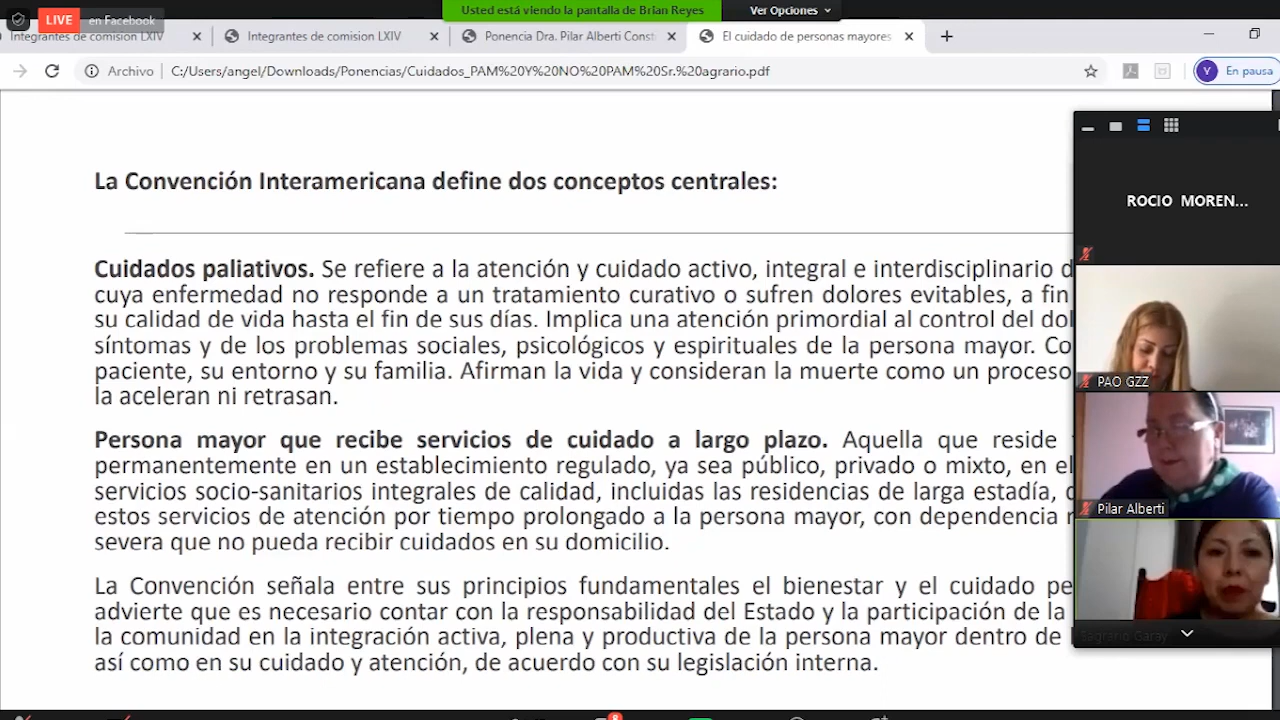 LIVE en Facebook
Usted está viendo la pantalla de Brian Reyes
Ver Opciones
Integrantes de comision LXIV
Integrantes de comision LXIV
Ponencia Dra. Pilar Alberti Const
El cuidado de personas mayores
Archivo
C:/Users/angel/Downloads/Ponencias/Cuidados_PAM%20Y%20NO%20PAM%20Sr.%20agrario.pdf
Y
En pausa
La Convención Interamericana define dos conceptos centrales:
Cuidados paliativos. Se refiere a la atención y cuidado activo, integral e interdisciplinario
cuya enfermedad no responde a un tratamiento curativo o sufren dolores evitables, a fin
su calidad de vida hasta el fin de sus días. Implica una atención primordial al control del
síntomas y de los problemas sociales, psicológicos y espirituales de la persona mayor.
paciente, su entorno y su familia. Afirman la vida y consideran la muerte como un proceso
la aceleran ni retrasan.
Persona mayor que recibe servicios de cuidado a largo plazo. Aquella que reside
permanentemente en un establecimiento regulado, ya sea público, privado o mixto, en el
servicios socio-sanitarios integrales de calidad, incluidas las residencias de larga estadía,
estos servicios de atención por tiempo prolongado a la persona mayor, con dependencia
severa que no pueda recibir cuidados en su domicilio.
La Convención señala entre sus principios fundamentales el bienestar y el cuidado
advierte que es necesario contar con la responsabilidad del Estado y la participación de la
la comunidad en la integración activa, plena y productiva de la persona mayor dentro de
así como en su cuidado y atención, de acuerdo con su legislación interna.
ROCIO MOREN...
PAO GZZ
Pilar Alberti
Sagrario Garay
8